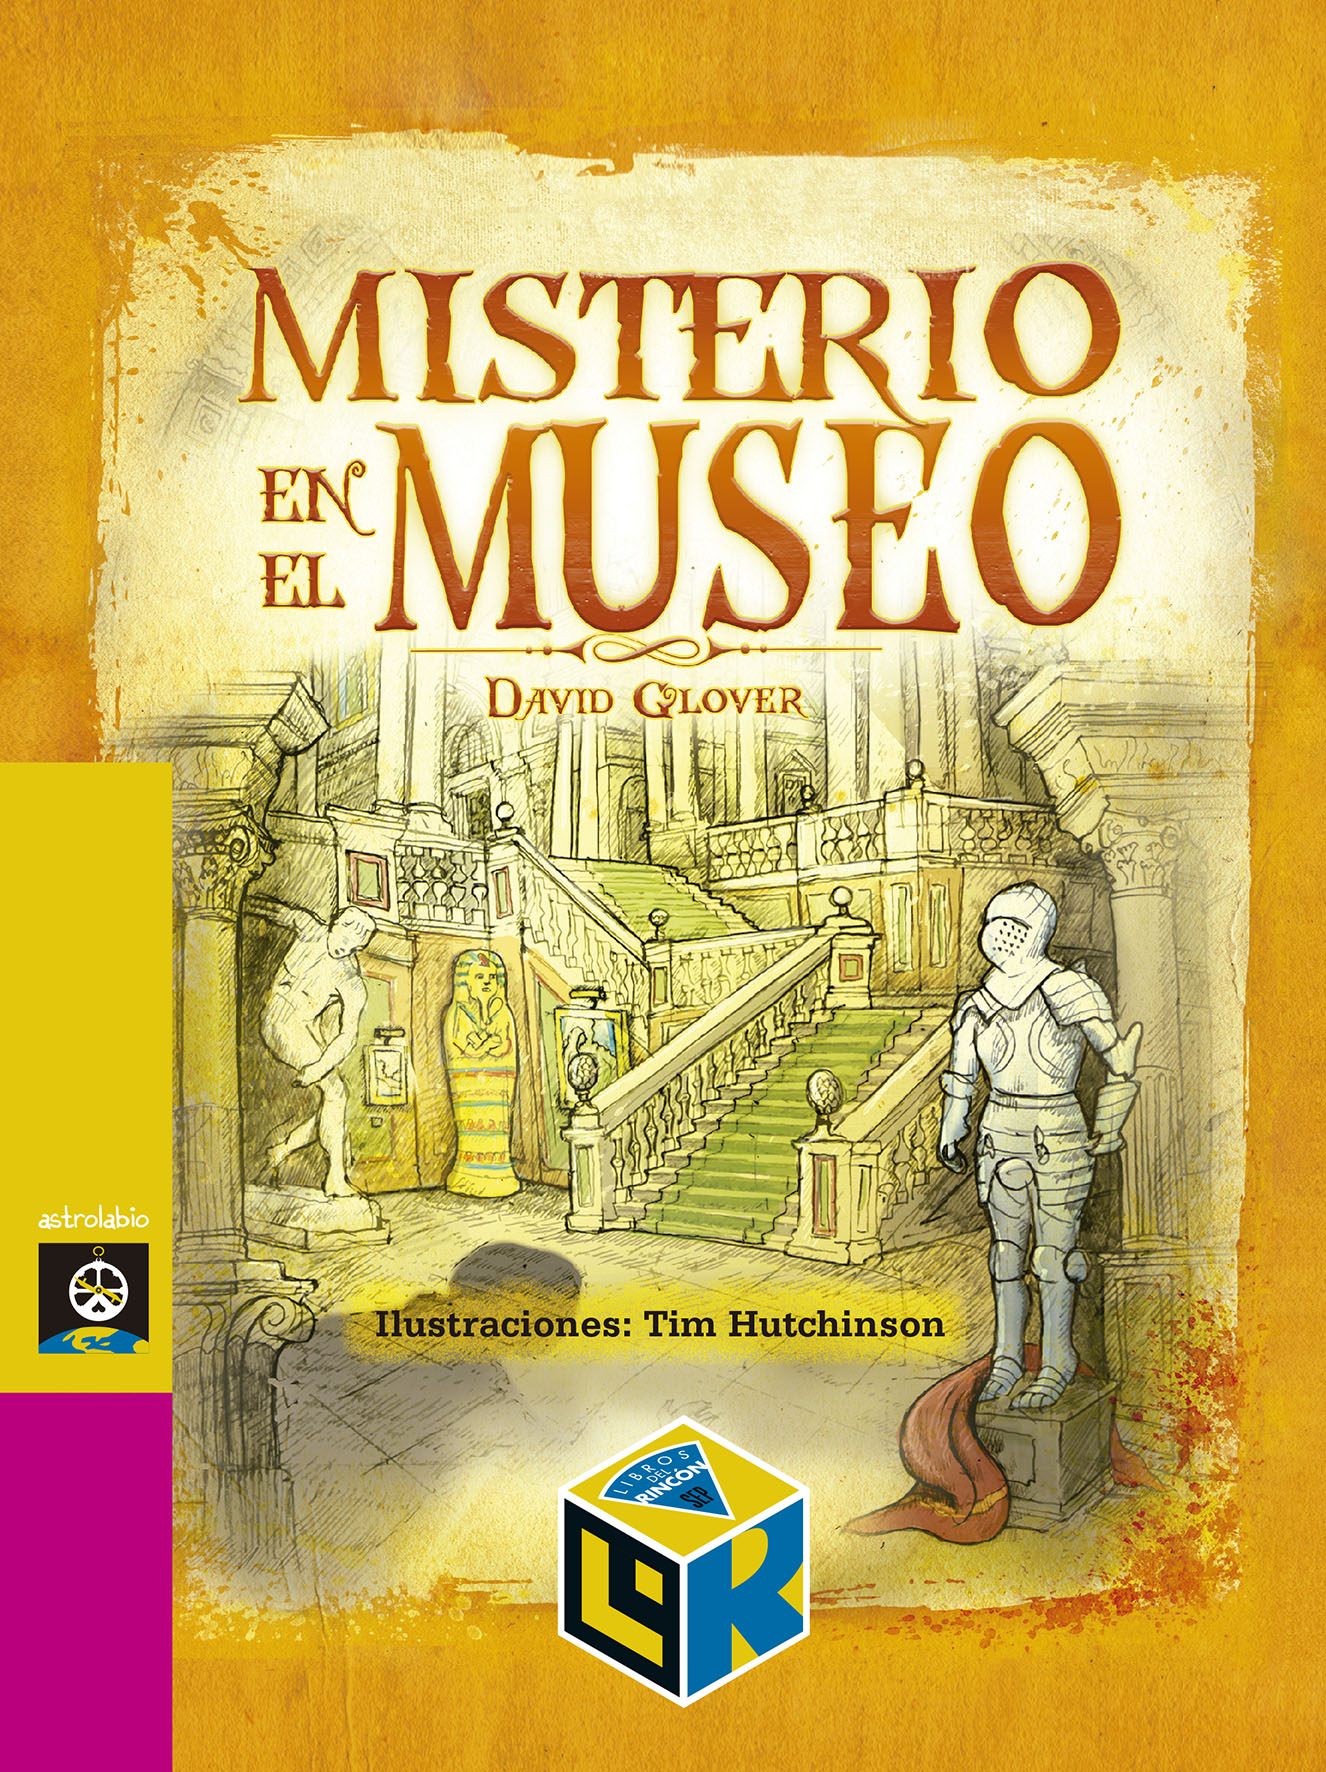 MISTERIO
EN
EL
MUSEO
DAVID GLOVER
astrolabio
Ilustraciones: Tim Hutchinson
LIBROS
DEL
RINCÓN
SEP
L
R